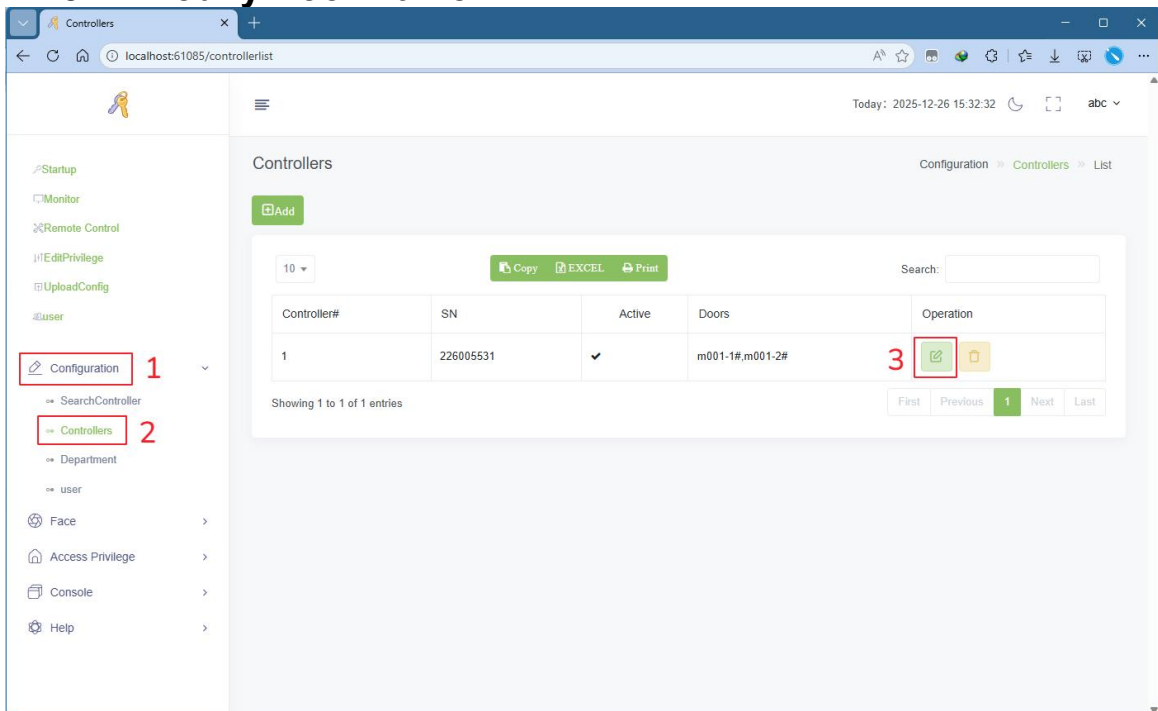 Controllers
localhost:61085/controllerlist
Today：2025-12-26 15:32:32
abc
Startup
Monitor
Remote Control
EditPrivilege
UploadConfig
user
Configuration 1
SearchController
Controllers 2
Department
user
Face
Access Privilege
Console
Help
Controllers
Configuration » Controllers » List
Add
10
Copy EXCEL Print
Search:
Controller# SN Active Doors Operation
1 226005531 ✔ m001-1#,m001-2# 3
Showing 1 to 1 of 1 entries
First Previous 1 Next Last